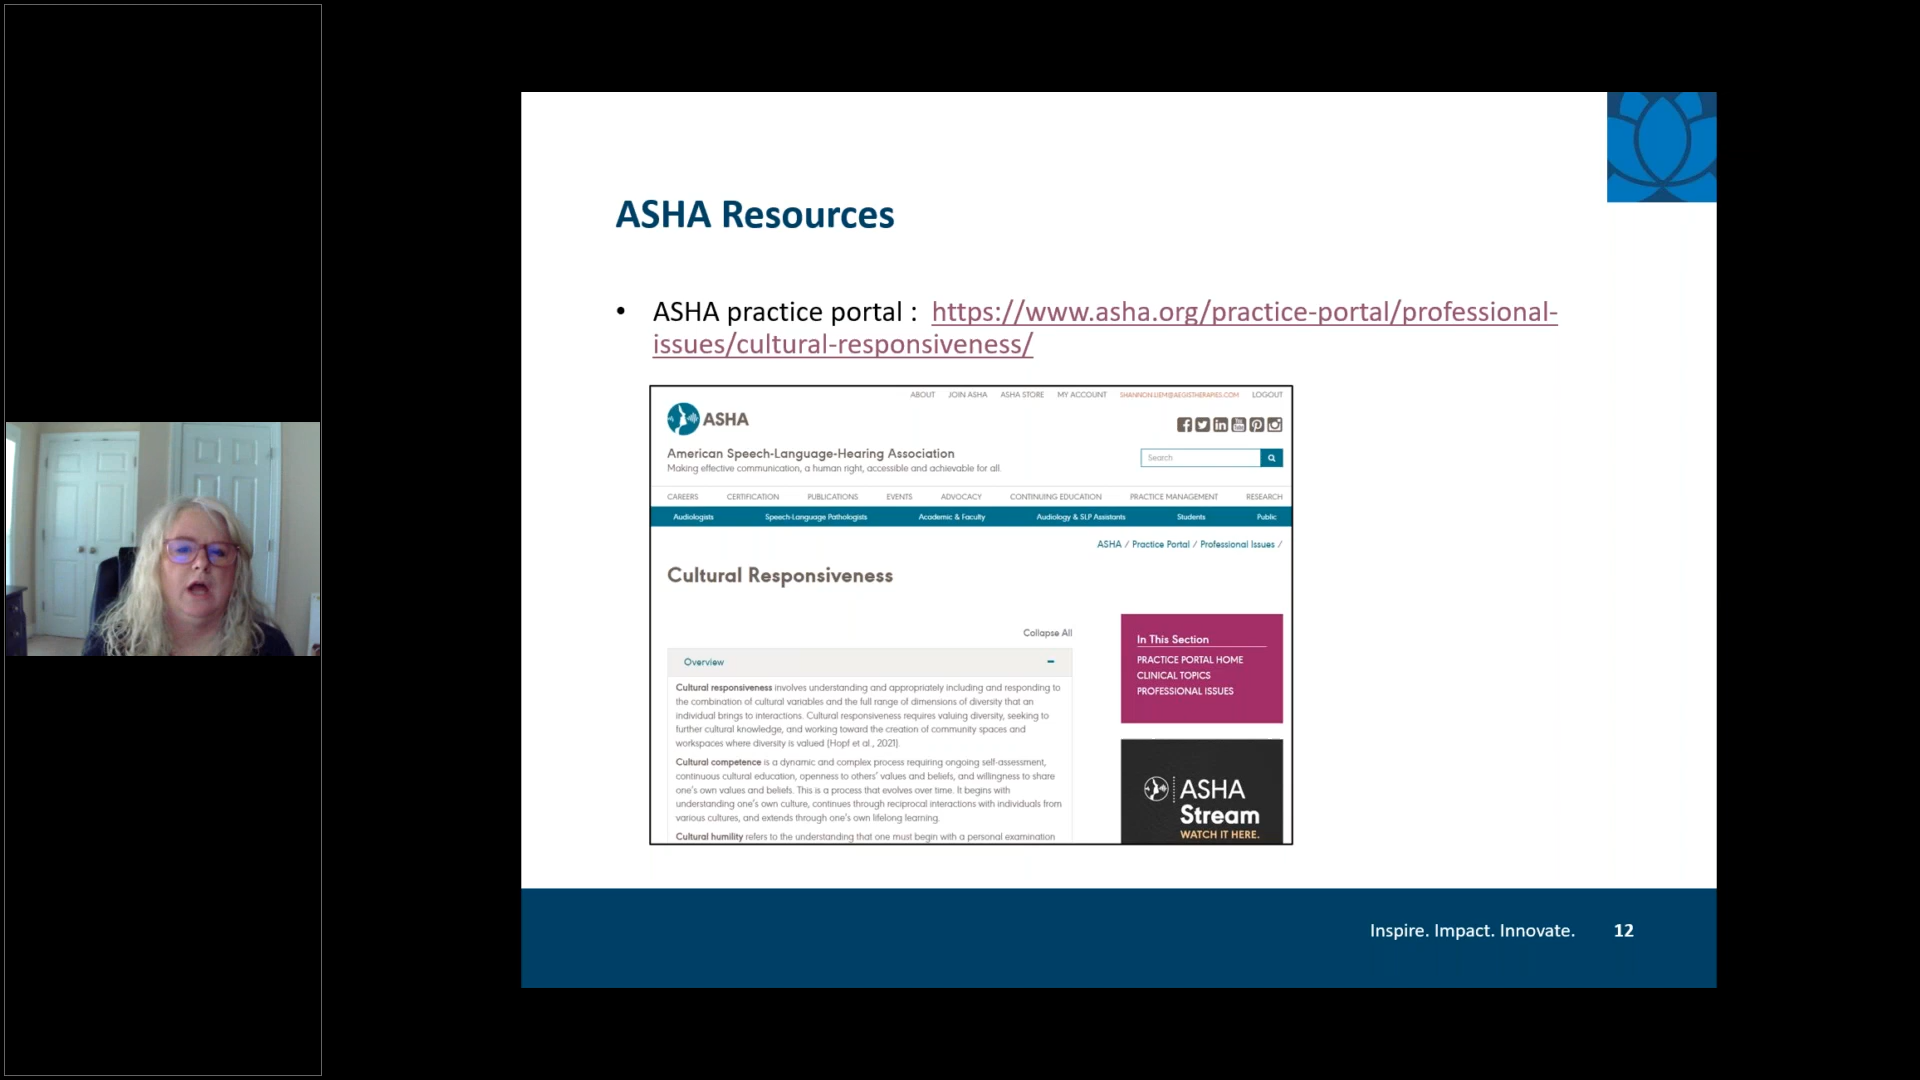 ASHA Resources
• ASHA practice portal : https://www.asha.org/practice-portal/professional-
issues/cultural-responsiveness/
ABOUT JOIN ASHA ASHA STORE MY ACCOUNT SHANNON.LIEM@AEGISTHERAPIES.COM LOGOUT
ASHA
American Speech-Language-Hearing Association
Making effective communication, a human right, accessible and achievable for all.
Search
CAREERS CERTIFICATION PUBLICATIONS EVENTS ADVOCACY CONTINUING EDUCATION PRACTICE MANAGEMENT RESEARCH
Audiologists Speech-Language Pathologists Academic & Faculty Audiology & SLP Assistants Students Public
ASHA / Practice Portal / Professional Issues /
Cultural Responsiveness
Collapse All
Overview
Cultural responsiveness involves understanding and appropriately including and responding to
the combination of cultural variables and the full range of dimensions of diversity that an
individual brings to interactions. Cultural responsiveness requires valuing diversity, seeking to
further cultural knowledge, and working toward the creation of community spaces and
workspaces where diversity is valued (Hopf et al., 2021).
Cultural competence is a dynamic and complex process requiring ongoing self-assessment,
continuous cultural education, openness to others' values and beliefs, and willingness to share
one's own values and beliefs. This is a process that evolves over time. It begins with
understanding one's own culture, continues through reciprocal interactions with individuals from
various cultures, and extends through one's own lifelong learning.
Cultural humility refers to the understanding that one must begin with a personal examination
In This Section
PRACTICE PORTAL HOME
CLINICAL TOPICS
PROFESSIONAL ISSUES
ASHA
Stream
WATCH IT HERE.
Inspire. Impact. Innovate. 12